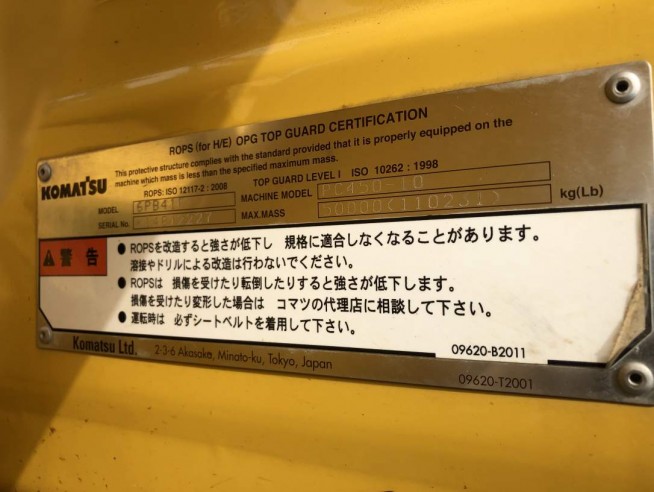 ROPS (for H/E) OPG TOP GUARD CERTIFICATION
This protective structure complies with the standard provided that it is properly equipped on the
machine which mass is less than the specified maximum mass.
KOMATSU
ROPS: ISO 12117-2 : 2008 TOP GUARD LEVEL I ISO 10262 : 1998
MODEL 6PB41 MACHINE MODEL PC450-10
SERIAL No. MAX.MASS 50000(110231) kg(Lb)
警告
● ROPSを改造すると強さが低下し 規格に適合しなくなることがあります。
溶接やドリルによる改造は行わないでください。
● ROPSは 損傷を受けたり転倒したりすると強さが低下します。
損傷を受けたり変形した場合は コマツの代理店に相談して下さい。
● 運転時は 必ずシートベルトを着用して下さい。
09620-B2011
Komatsu Ltd. 2-3-6 Akasaka, Minato-ku, Tokyo, Japan
09620-T2001